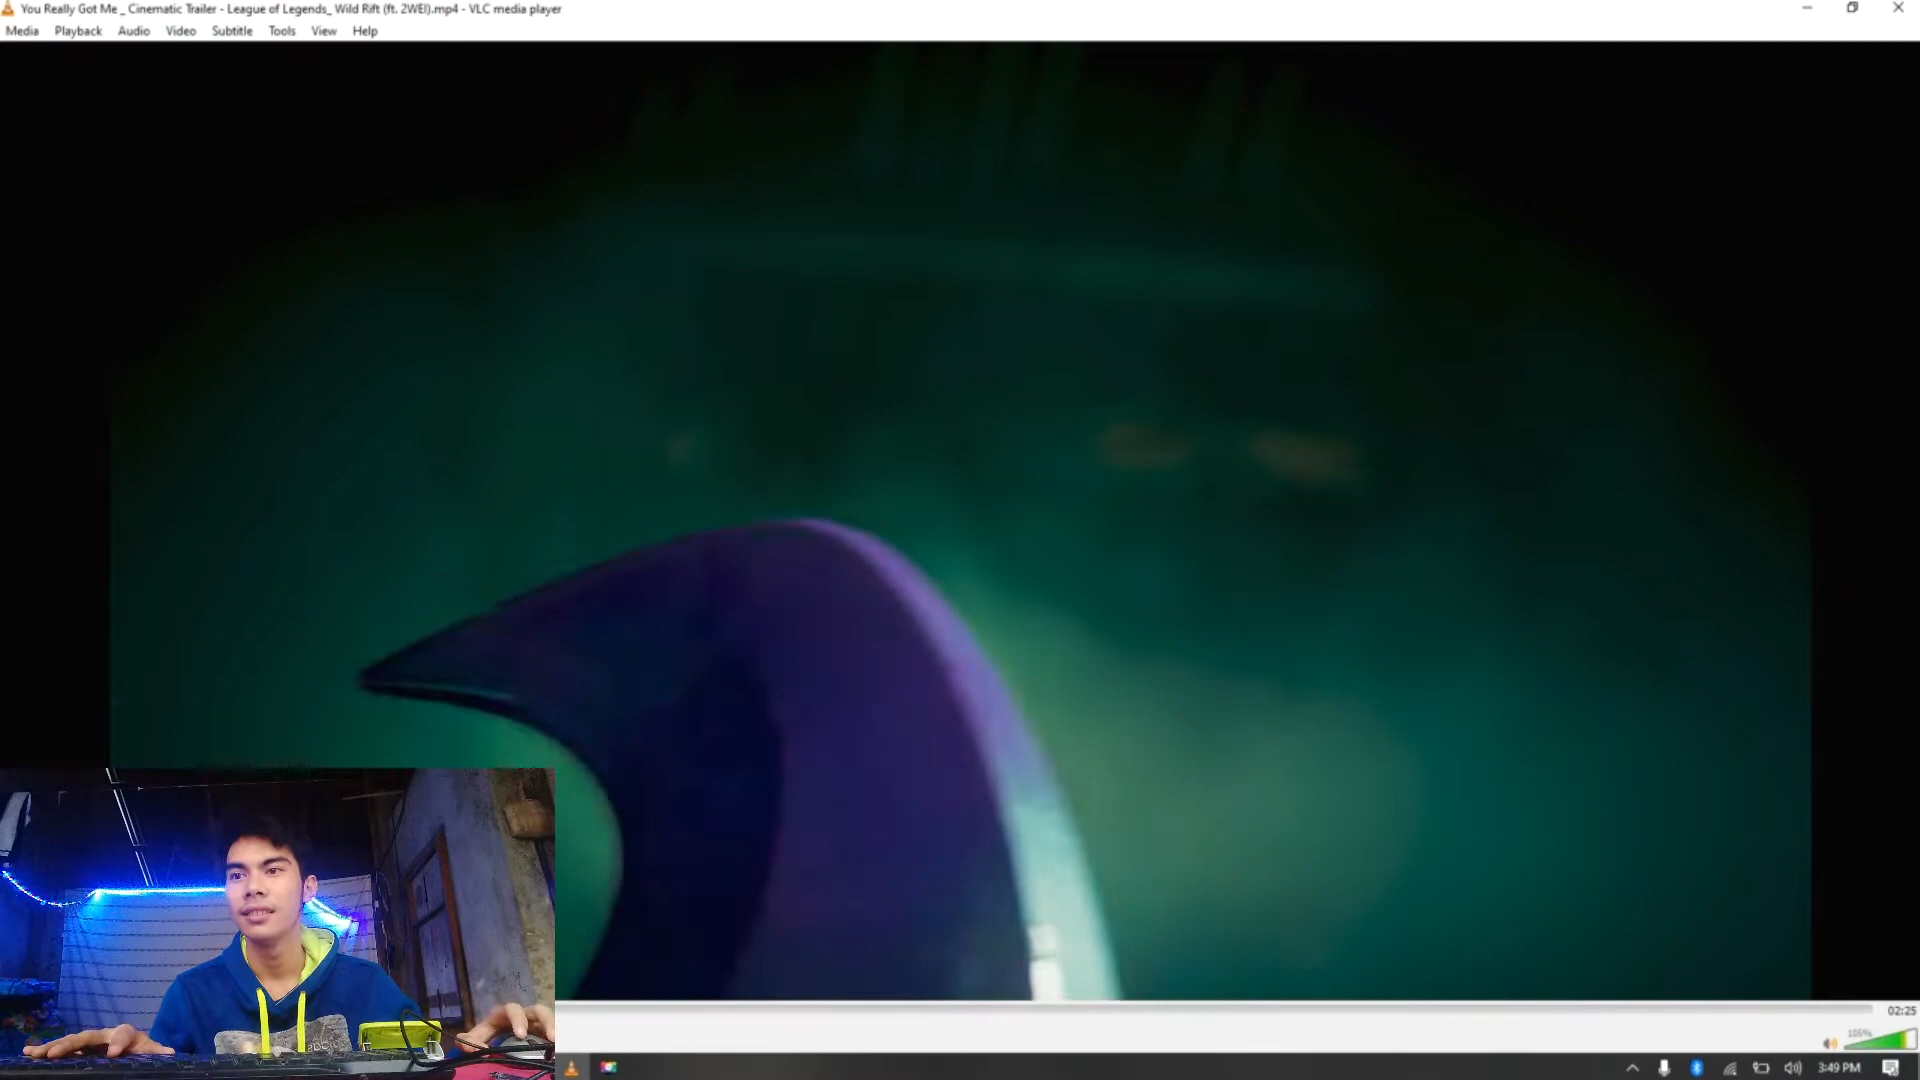 You Really Got Me _ Cinematic Trailer - League of Legends_ Wild Rift (ft. 2WEI).mp4 - VLC media player
Media Playback Audio Video Subtitle Tools View Help
02:25
105%
3:49 PM